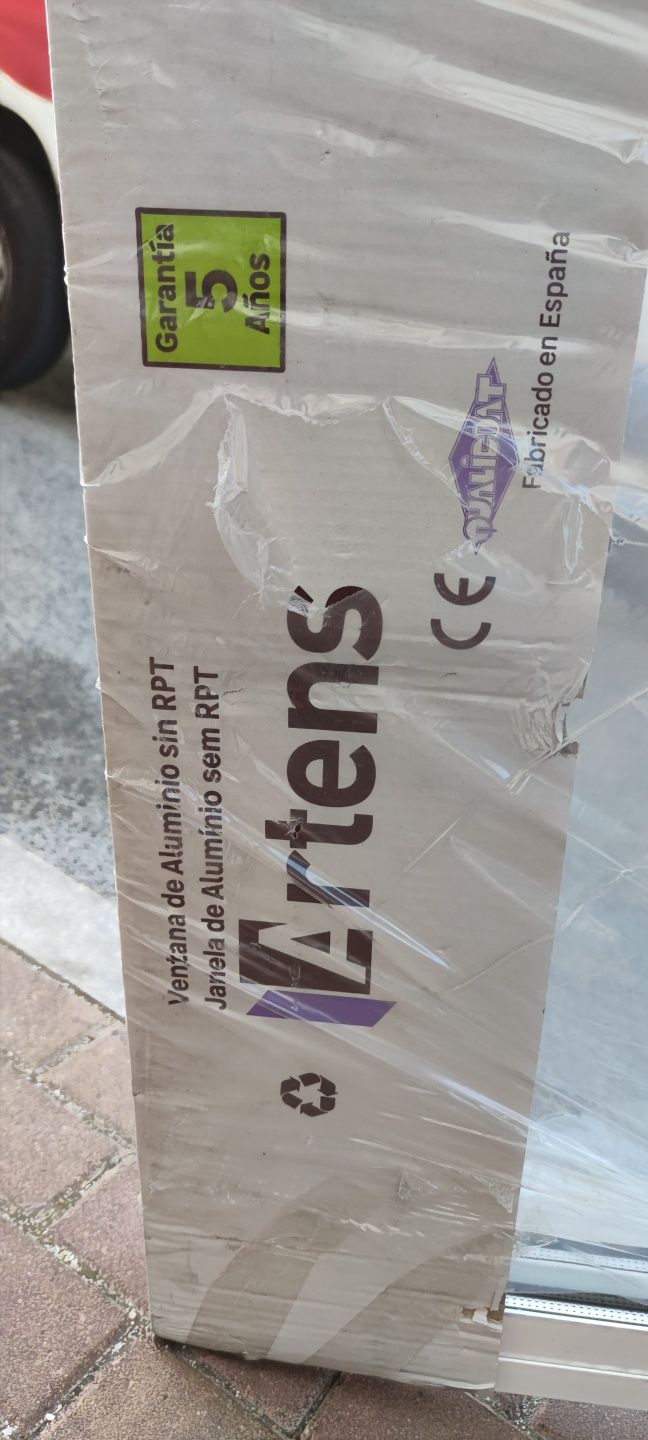 Ventana de Aluminio sin RPT
Janela de Alumínio sem RPT
Artens
Garantía
5
Años
CE
QUALICOAT
Fabricado en España